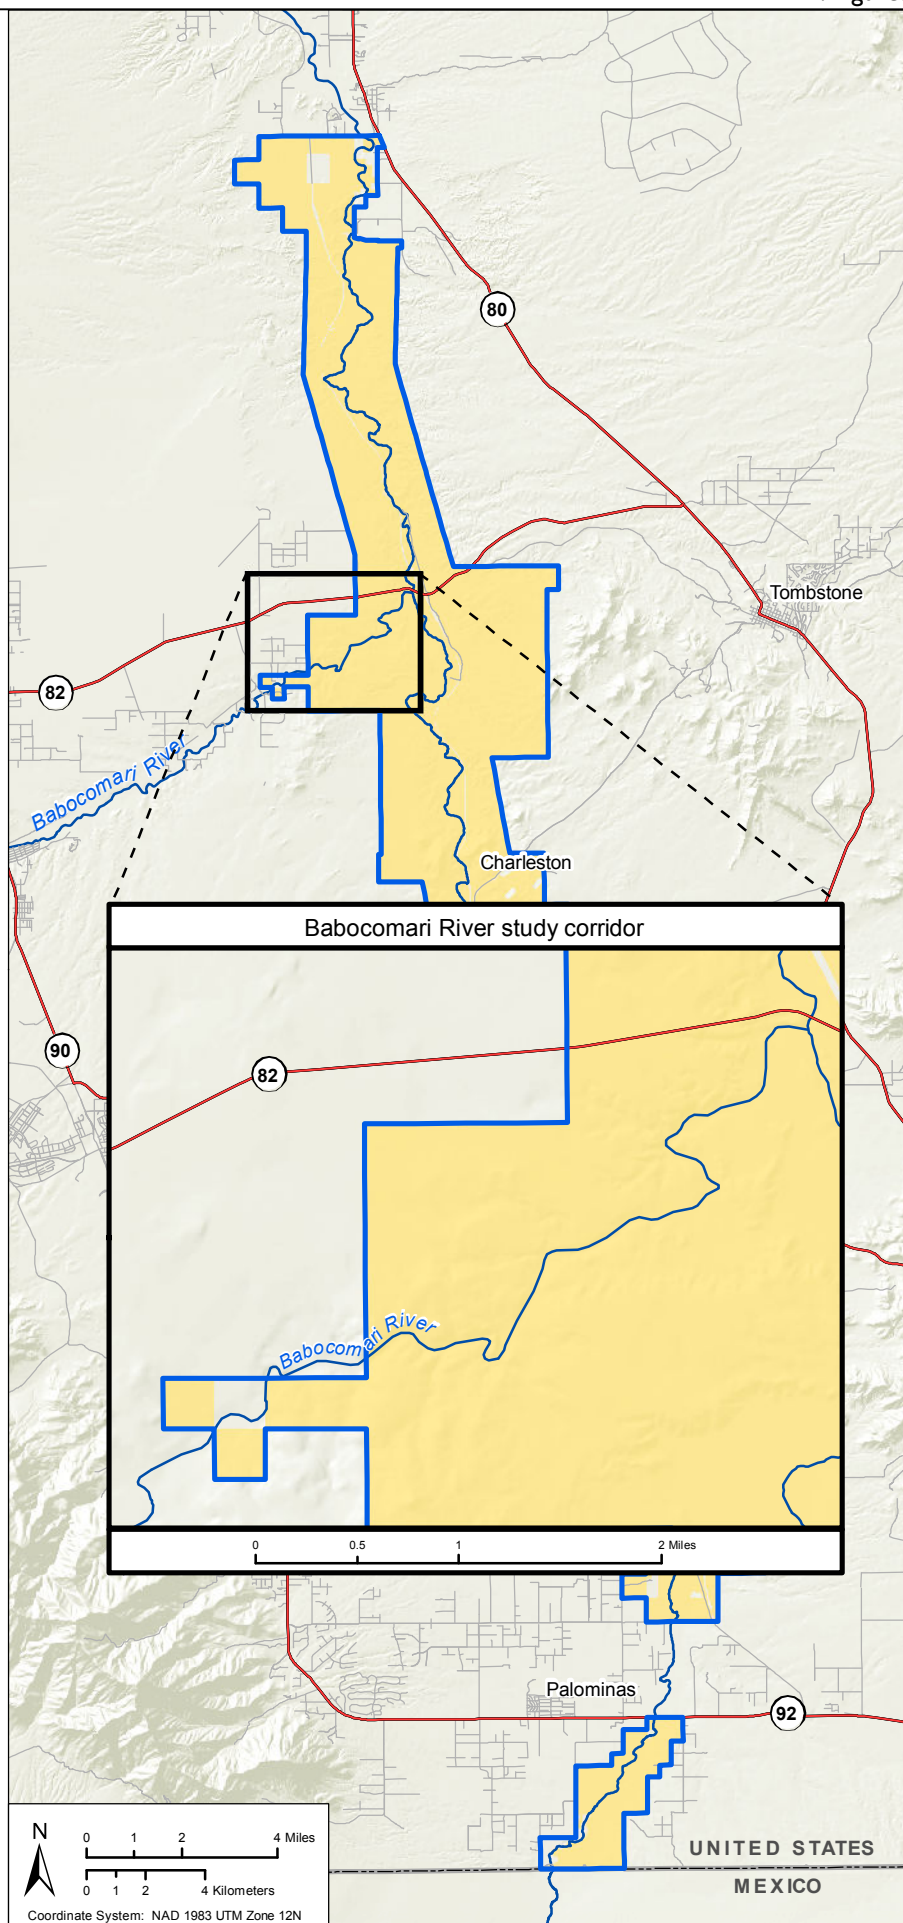 80
Tombstone
82
Babocomari River
Charleston
Babocomari River study corridor
90
82
Babocomari River
0 0.5 1 2 Miles
Palominas
92
N
0 1 2 4 Miles
0 1 2 4 Kilometers
Coordinate System: NAD 1983 UTM Zone 12N
UNITED STATES
MEXICO